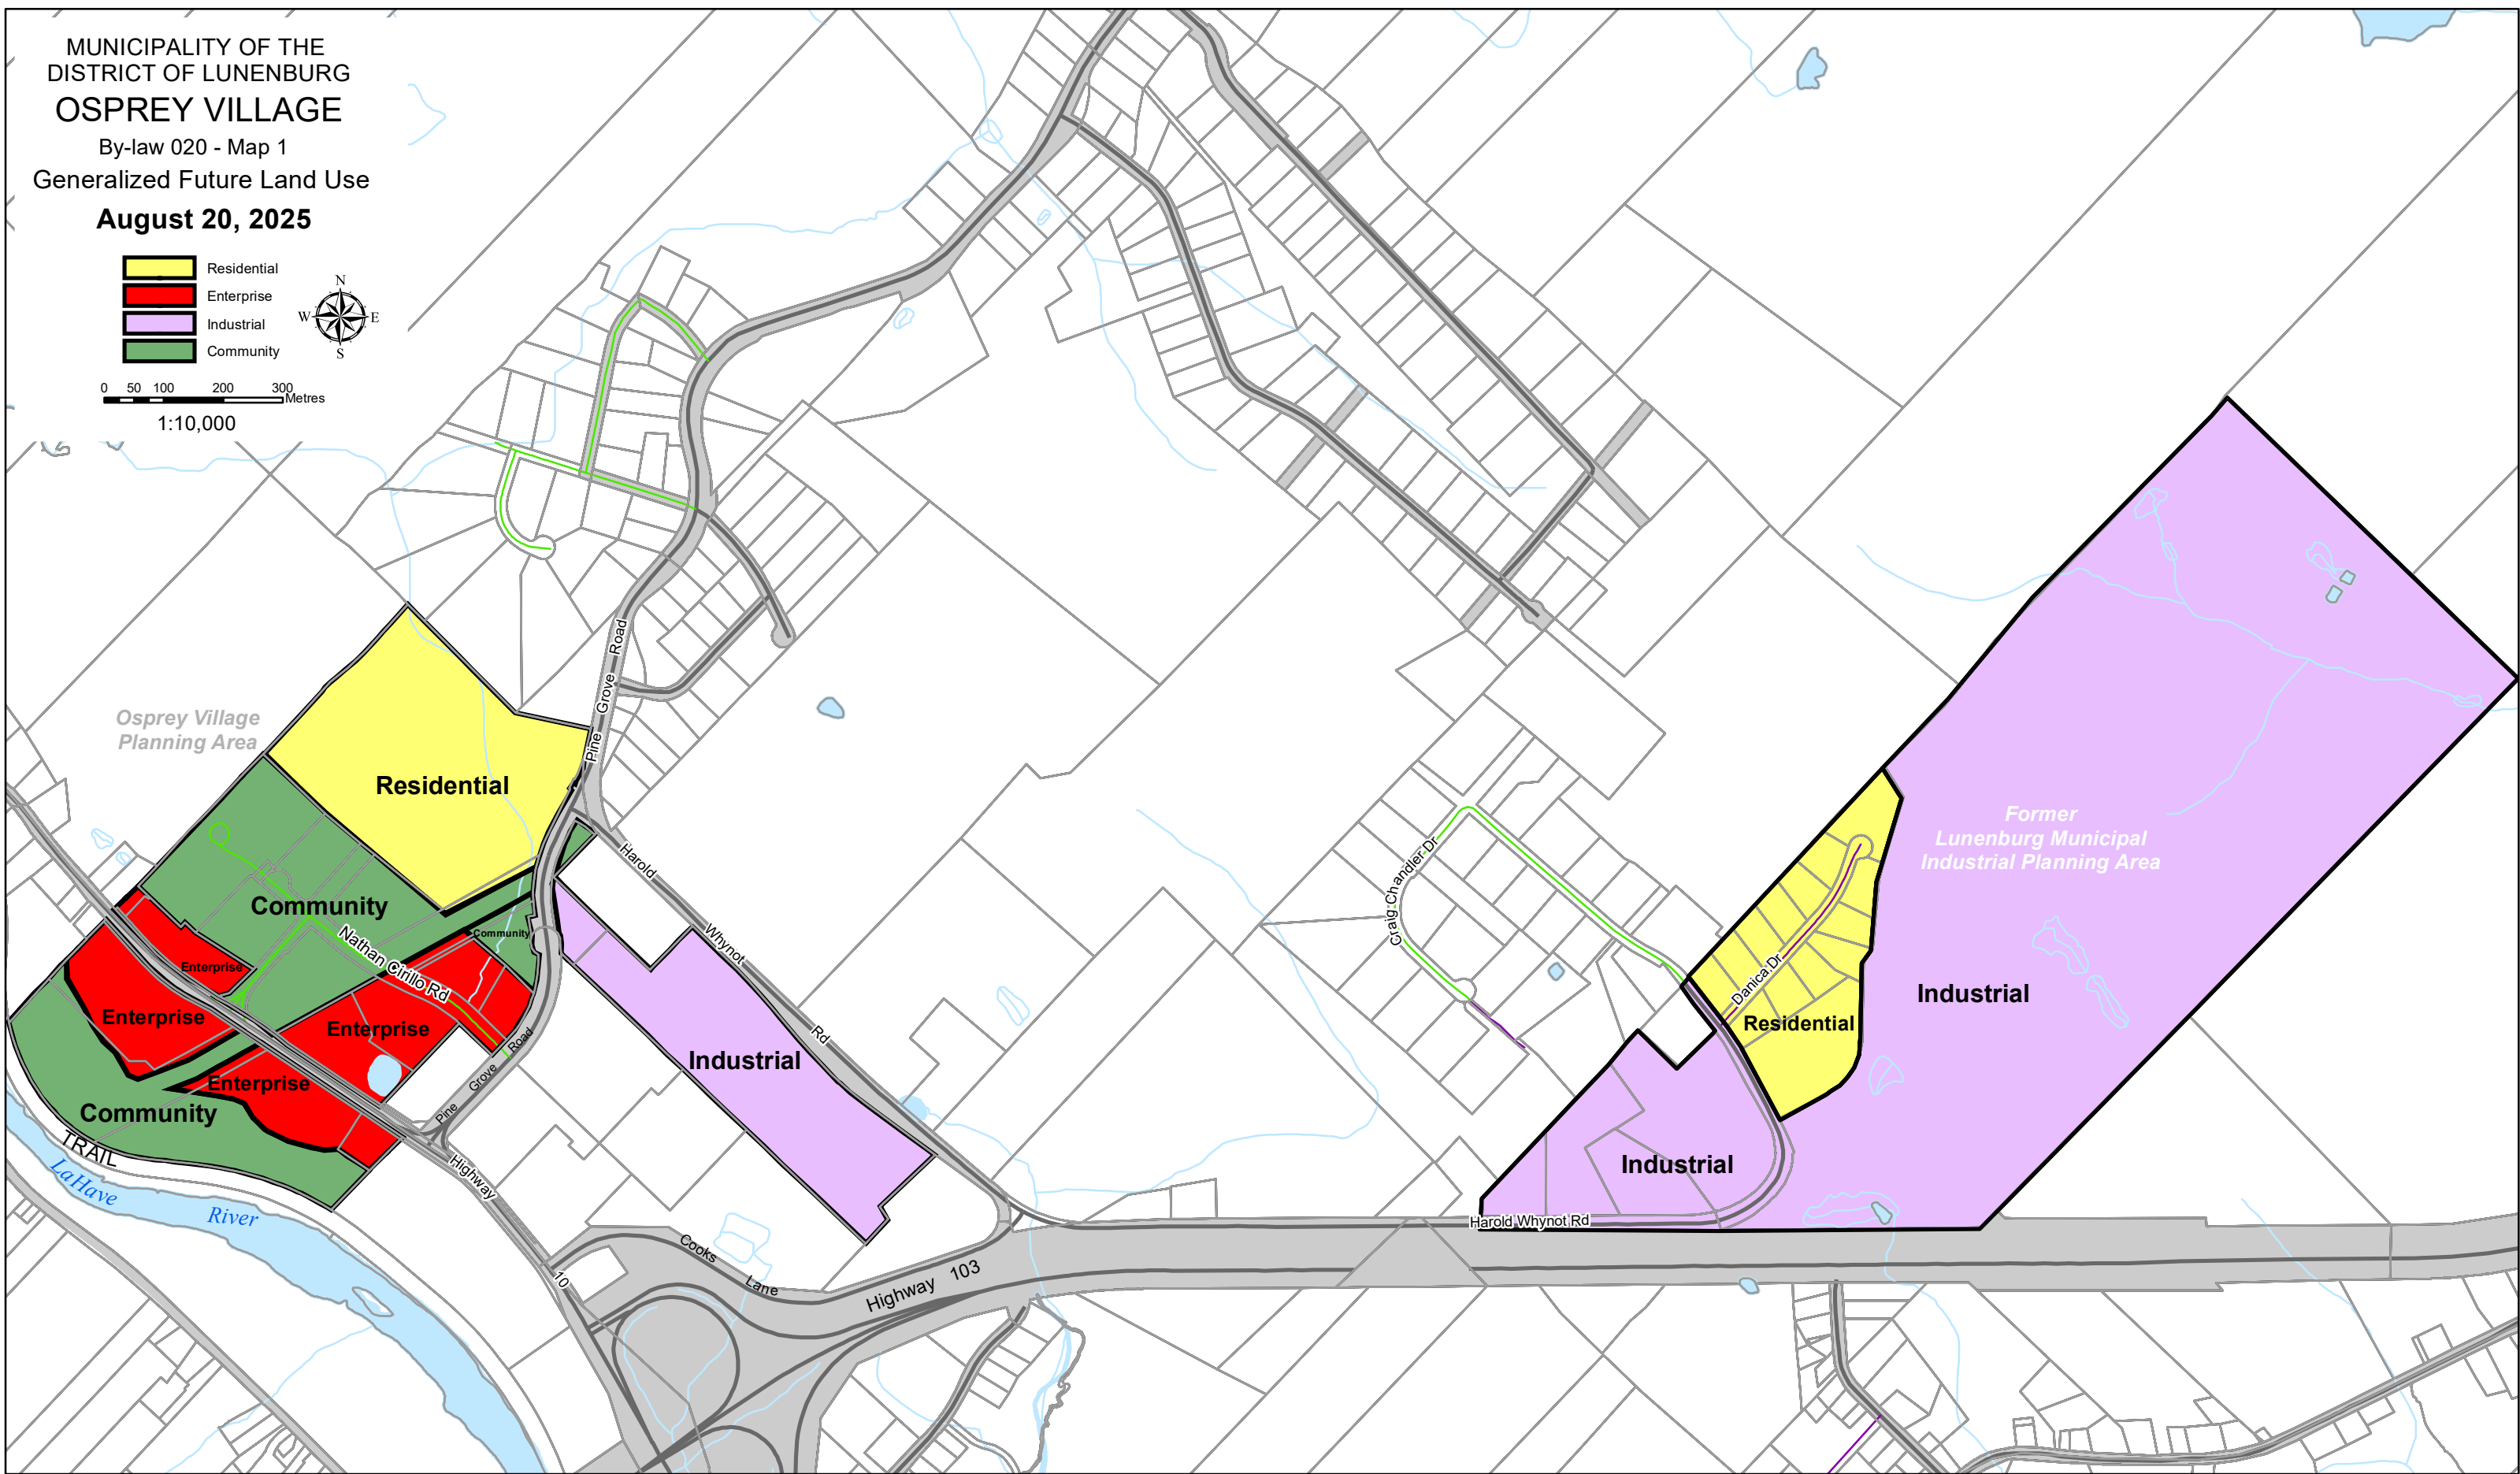 MUNICIPALITY OF THE
DISTRICT OF LUNENBURG
OSPREY VILLAGE
By-law 020 - Map 1
Generalized Future Land Use
August 20, 2025
Residential
Enterprise
Industrial
Community
N
W
E
S
0 50 100 200 300
Metres
1:10,000
Osprey Village
Planning Area
Residential
Pine Grove Road
Community
Community
Nathan Cirillo Rd
Enterprise
Enterprise
Enterprise
Enterprise
Community
TRAIL
LaHave River
Pine Grove Road
Highway 10
Harold Whynot Rd
Industrial
Cooks Lane
Highway 103
Craig Chandler Dr
Danica Dr
Residential
Industrial
Harold Whynot Rd
Former
Lunenburg Municipal
Industrial Planning Area
Industrial